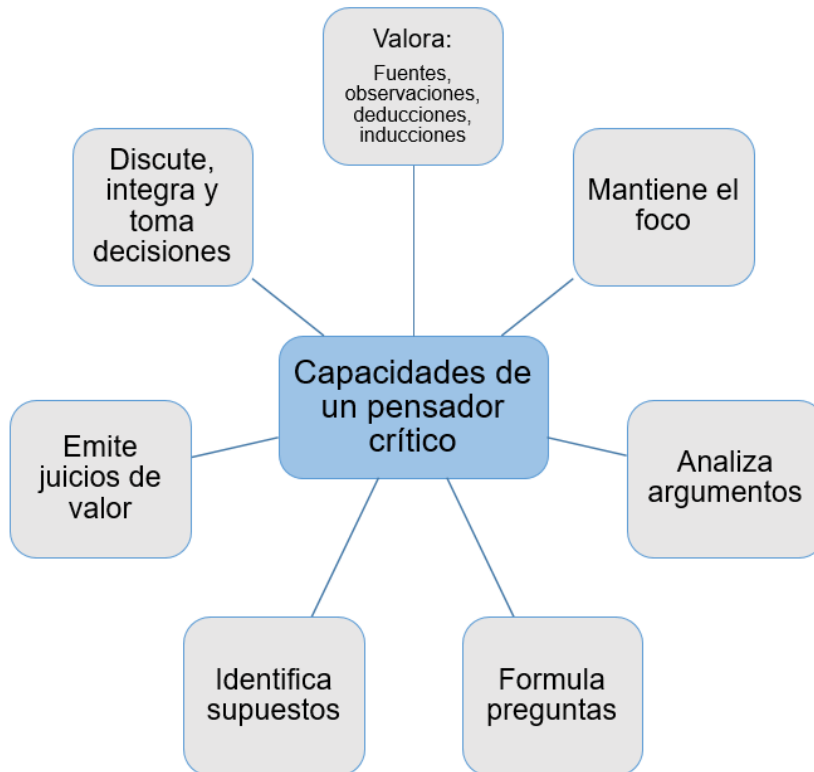 Valora:
Fuentes,
observaciones,
deducciones,
inducciones
Mantiene el
foco
Analiza
argumentos
Formula
preguntas
Identifica
supuestos
Emite
juicios de
valor
Discute,
integra y
toma
decisiones
Capacidades de
un pensador
crítico